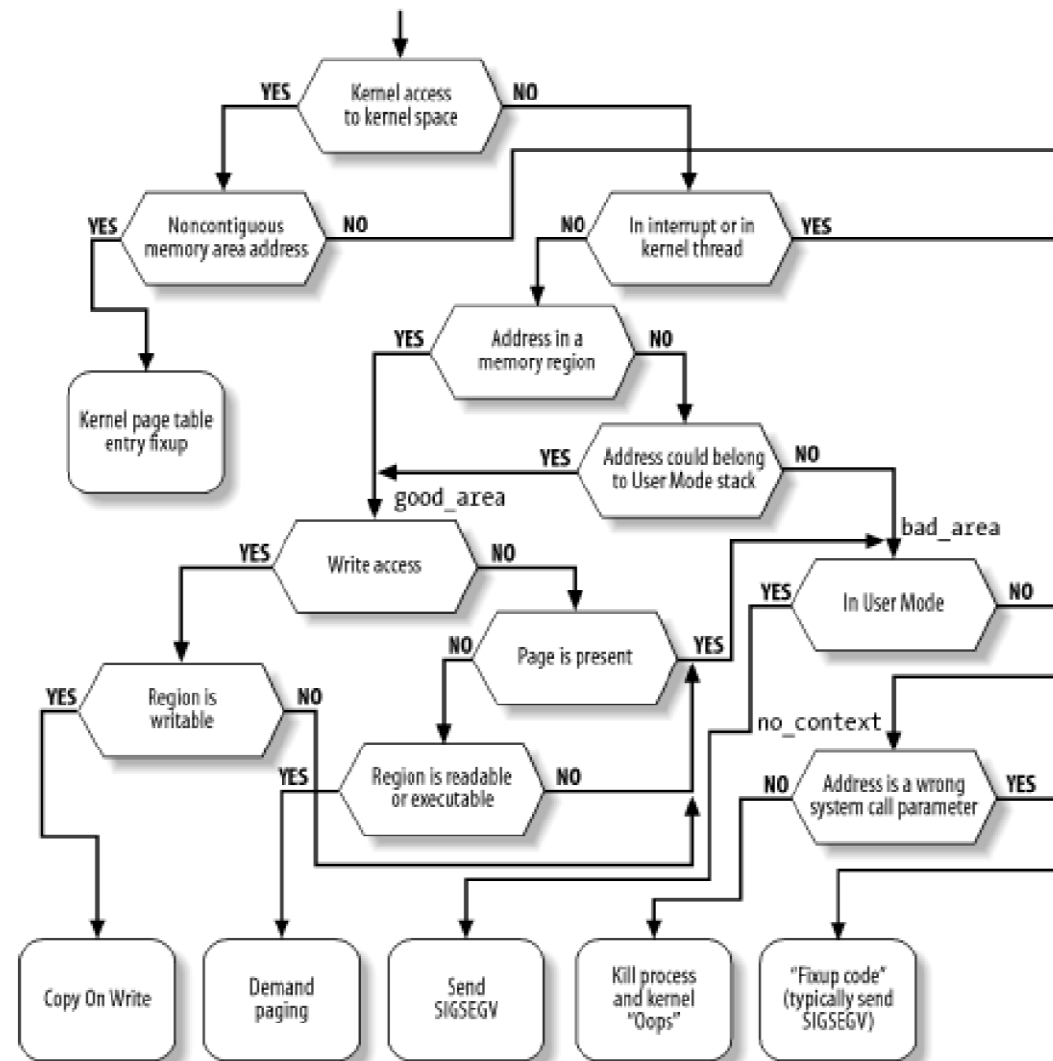 YES
Kernel access
to kernel space
NO
YES
Noncontiguous
memory area address
NO
NO
In interrupt or in
kernel thread
YES
YES
Address in a
memory region
NO
Kernel page table
entry fixup
YES
Address could belong
to User Mode stack
NO
good_area
bad_area
YES
Write access
NO
YES
In User Mode
NO
NO
Page is present
YES
YES
Region is
writable
NO
no_context
YES
Region is readable
or executable
NO
NO
Address is a wrong
system call parameter
YES
Copy On Write
Demand
paging
Send
SIGSEGV
Kill process
and kernel
"Oops"
"Fixup code"
(typically send
SIGSEGV)